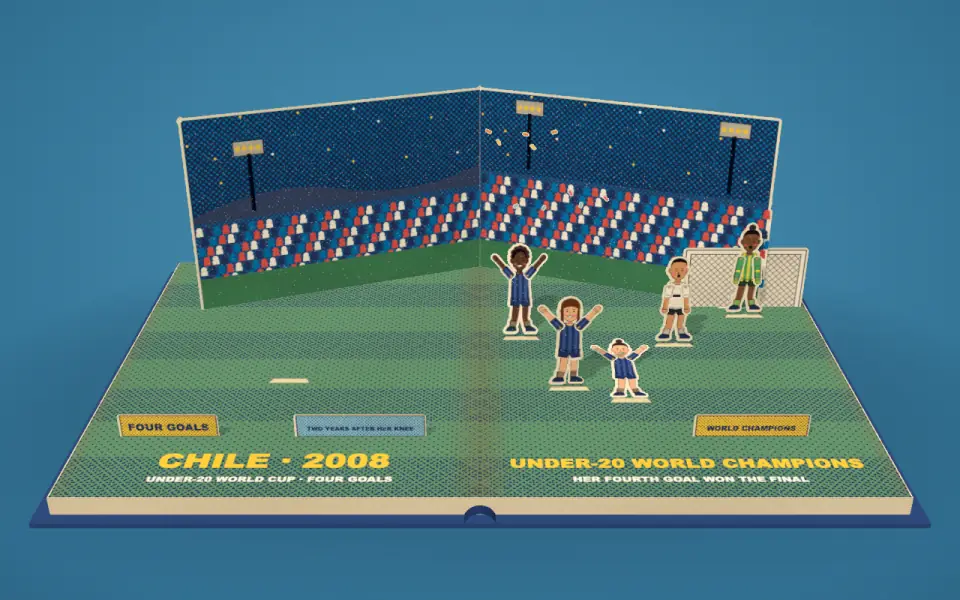 FOUR GOALS
TWO YEARS AFTER HER KNEE
WORLD CHAMPIONS
CHILE · 2008
UNDER-20 WORLD CUP · FOUR GOALS
UNDER-20 WORLD CHAMPIONS
HER FOURTH GOAL WON THE FINAL